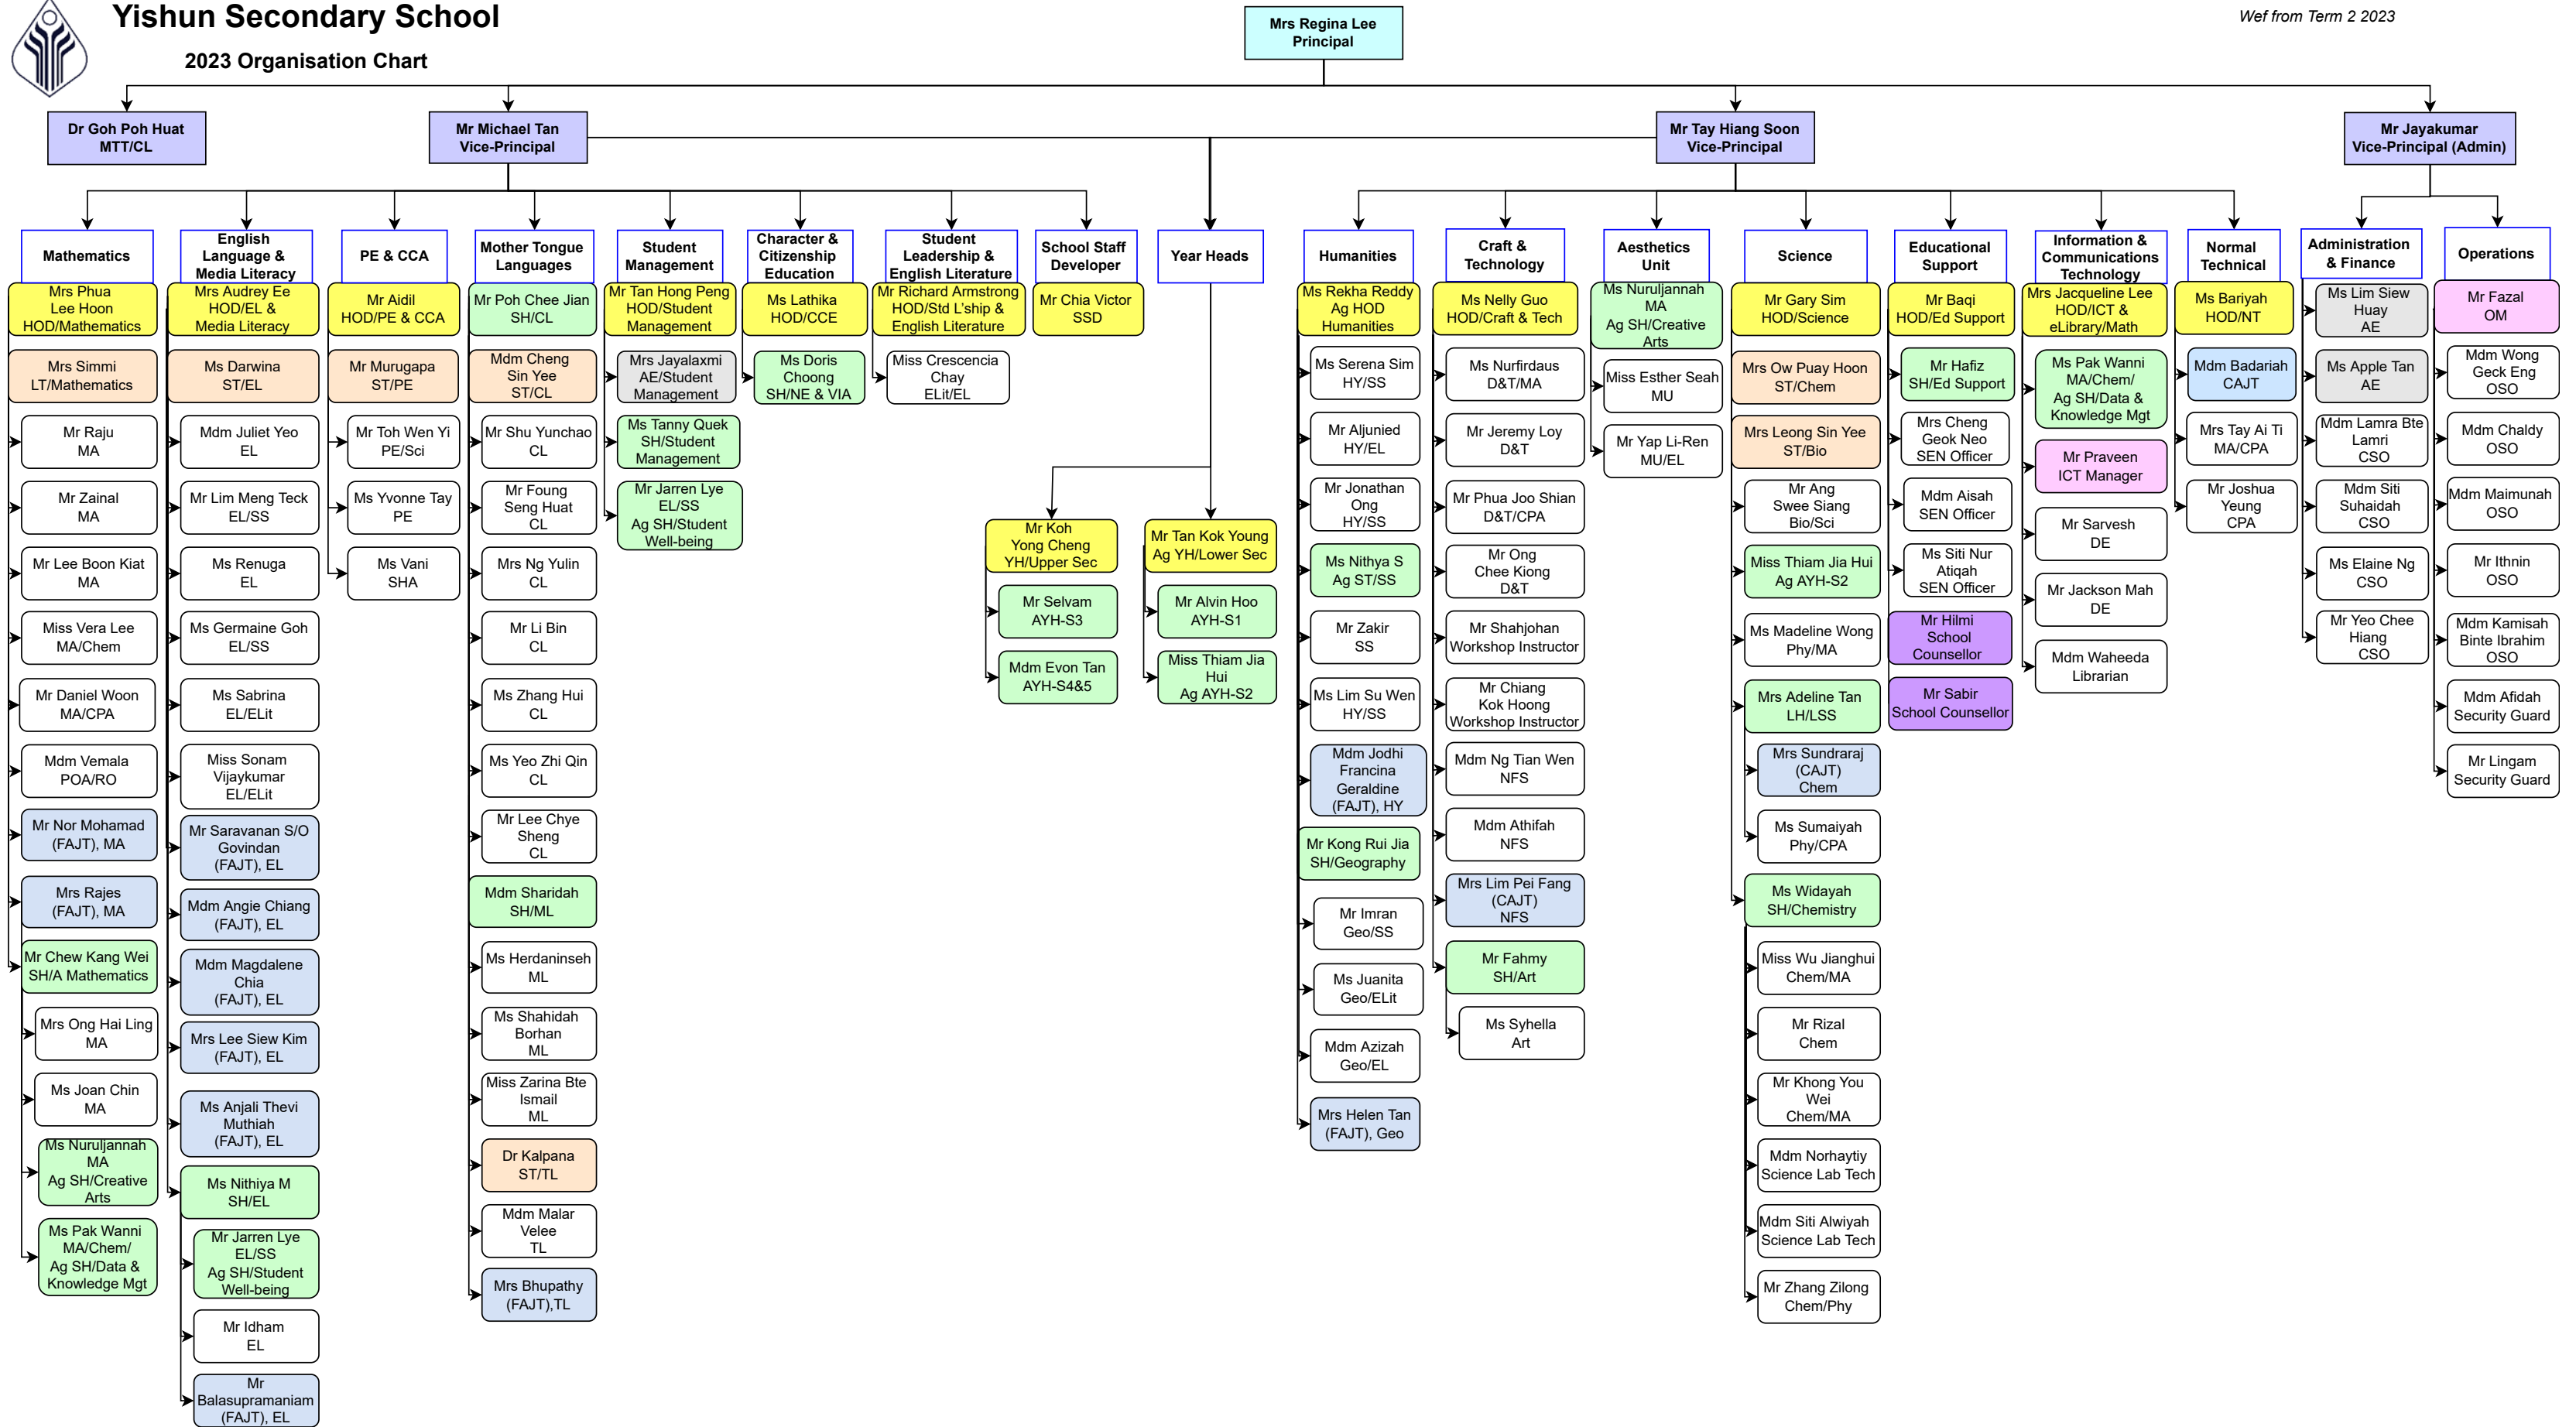 Yishun Secondary School
2023 Organisation Chart
Wef from Term 2 2023
Mrs Regina Lee
Principal
Dr Goh Poh Huat
MTT/CL
Mr Michael Tan
Vice-Principal
Mr Tay Hiang Soon
Vice-Principal
Mr Jayakumar
Vice-Principal (Admin)
Mathematics
Mrs Phua
Lee Hoon
HOD/Mathematics
Mrs Simmi
LT/Mathematics
Mr Raju
MA
Mr Zainal
MA
Mr Lee Boon Kiat
MA
Miss Vera Lee
MA/Chem
Mr Daniel Woon
MA/CPA
Mdm Vemala
POA/RO
Mr Nor Mohamad
(FAJT), MA
Mrs Rajes
(FAJT), MA
Mr Chew Kang Wei
SH/A Mathematics
Mrs Ong Hai Ling
MA
Ms Joan Chin
MA
Ms Nuruljannah
MA
Ag SH/Creative
Arts
Ms Pak Wanni
MA/Chem/
Ag SH/Data &
Knowledge Mgt
English
Language &
Media Literacy
Mrs Audrey Ee
HOD/EL &
Media Literacy
Ms Darwina
ST/EL
Mdm Juliet Yeo
EL
Mr Lim Meng Teck
EL/SS
Ms Renuga
EL
Ms Germaine Goh
EL/SS
Ms Sabrina
EL/ELit
Miss Sonam
Vijaykumar
EL/ELit
Mr Saravanan S/O
Govindan
(FAJT), EL
Mdm Angie Chiang
(FAJT), EL
Mdm Magdalene
Chia
(FAJT), EL
Mrs Lee Siew Kim
(FAJT), EL
Ms Anjali Thevi
Muthiah
(FAJT), EL
Ms Nithiya M
SH/EL
Mr Jarren Lye
EL/SS
Ag SH/Student
Well-being
Mr Idham
EL
Mr
Balasupramaniam
(FAJT), EL
PE & CCA
Mr Aidil
HOD/PE & CCA
Mr Murugapa
ST/PE
Mr Toh Wen Yi
PE/Sci
Ms Yvonne Tay
PE
Ms Vani
SHA
Mother Tongue
Languages
Mr Poh Chee Jian
SH/CL
Mdm Cheng
Sin Yee
ST/CL
Mr Shu Yunchao
CL
Mr Foung
Seng Huat
CL
Mrs Ng Yulin
CL
Mr Li Bin
CL
Ms Zhang Hui
CL
Ms Yeo Zhi Qin
CL
Mr Lee Chye
Sheng
CL
Mdm Sharidah
SH/ML
Ms Herdaninseh
ML
Ms Shahidah
Borhan
ML
Miss Zarina Bte
Ismail
ML
Dr Kalpana
ST/TL
Mdm Malar
Velee
TL
Mrs Bhupathy
(FAJT),TL
Student
Management
Mr Tan Hong Peng
HOD/Student
Management
Mrs Jayalaxmi
AE/Student
Management
Ms Tanny Quek
SH/Student
Management
Mr Jarren Lye
EL/SS
Ag SH/Student
Well-being
Character &
Citizenship
Education
Ms Lathika
HOD/CCE
Ms Doris
Choong
SH/NE & VIA
Student
Leadership &
English Literature
Mr Richard Armstrong
HOD/Std L'ship &
English Literature
Miss Crescencia
Chay
ELit/EL
School Staff
Developer
Mr Chia Victor
SSD
Year Heads
Mr Koh
Yong Cheng
YH/Upper Sec
Mr Selvam
AYH-S3
Mdm Evon Tan
AYH-S4&5
Mr Tan Kok Young
Ag YH/Lower Sec
Mr Alvin Hoo
AYH-S1
Miss Thiam Jia
Hui
Ag AYH-S2
Humanities
Ms Rekha Reddy
Ag HOD
Humanities
Ms Serena Sim
HY/SS
Mr Aljunied
HY/EL
Mr Jonathan
Ong
HY/SS
Ms Nithya S
Ag ST/SS
Mr Zakir
SS
Ms Lim Su Wen
HY/SS
Mdm Jodhi
Francina
Geraldine
(FAJT), HY
Mr Kong Rui Jia
SH/Geography
Mr Imran
Geo/SS
Ms Juanita
Geo/ELit
Mdm Azizah
Geo/EL
Mrs Helen Tan
(FAJT), Geo
Craft &
Technology
Ms Nelly Guo
HOD/Craft & Tech
Ms Nurfirdaus
D&T/MA
Mr Jeremy Loy
D&T
Mr Phua Joo Shian
D&T/CPA
Mr Ong
Chee Kiong
D&T
Mr Shahjohan
Workshop Instructor
Mr Chiang
Kok Hoong
Workshop Instructor
Mdm Ng Tian Wen
NFS
Mdm Athifah
NFS
Mrs Lim Pei Fang
(CAJT)
NFS
Mr Fahmy
SH/Art
Ms Syhella
Art
Aesthetics
Unit
Ms Nuruljannah
MA
Ag SH/Creative
Arts
Miss Esther Seah
MU
Mr Yap Li-Ren
MU/EL
Science
Mr Gary Sim
HOD/Science
Mrs Ow Puay Hoon
ST/Chem
Mrs Leong Sin Yee
ST/Bio
Mr Ang
Swee Siang
Bio/Sci
Miss Thiam Jia Hui
Ag AYH-S2
Ms Madeline Wong
Phy/MA
Mrs Adeline Tan
LH/LSS
Mrs Sundraraj
(CAJT)
Chem
Ms Sumaiyah
Phy/CPA
Ms Widayah
SH/Chemistry
Miss Wu Jianghui
Chem/MA
Mr Rizal
Chem
Mr Khong You
Wei
Chem/MA
Mdm Norhaytiy
Science Lab Tech
Mdm Siti Alwiyah
Science Lab Tech
Mr Zhang Zilong
Chem/Phy
Educational
Support
Mr Baqi
HOD/Ed Support
Mr Hafiz
SH/Ed Support
Mrs Cheng
Geok Neo
SEN Officer
Mdm Aisah
SEN Officer
Ms Siti Nur
Atiqah
SEN Officer
Mr Hilmi
School
Counsellor
Mr Sabir
School Counsellor
Information &
Communications
Technology
Mrs Jacqueline Lee
HOD/ICT &
eLibrary/Math
Ms Pak Wanni
MA/Chem/
Ag SH/Data &
Knowledge Mgt
Mr Praveen
ICT Manager
Mr Sarvesh
DE
Mr Jackson Mah
DE
Mdm Waheeda
Librarian
Normal
Technical
Ms Bariyah
HOD/NT
Mdm Badariah
CAJT
Mrs Tay Ai Ti
MA/CPA
Mr Joshua
Yeung
CPA
Administration
& Finance
Ms Lim Siew
Huay
AE
Ms Apple Tan
AE
Mdm Lamra Bte
Lamri
CSO
Mdm Siti
Suhaidah
CSO
Ms Elaine Ng
CSO
Mr Yeo Chee
Hiang
CSO
Operations
Mr Fazal
OM
Mdm Wong
Geck Eng
OSO
Mdm Chaldy
OSO
Mdm Maimunah
OSO
Mr Ithnin
OSO
Mdm Kamisah
Binte Ibrahim
OSO
Mdm Afidah
Security Guard
Mr Lingam
Security Guard